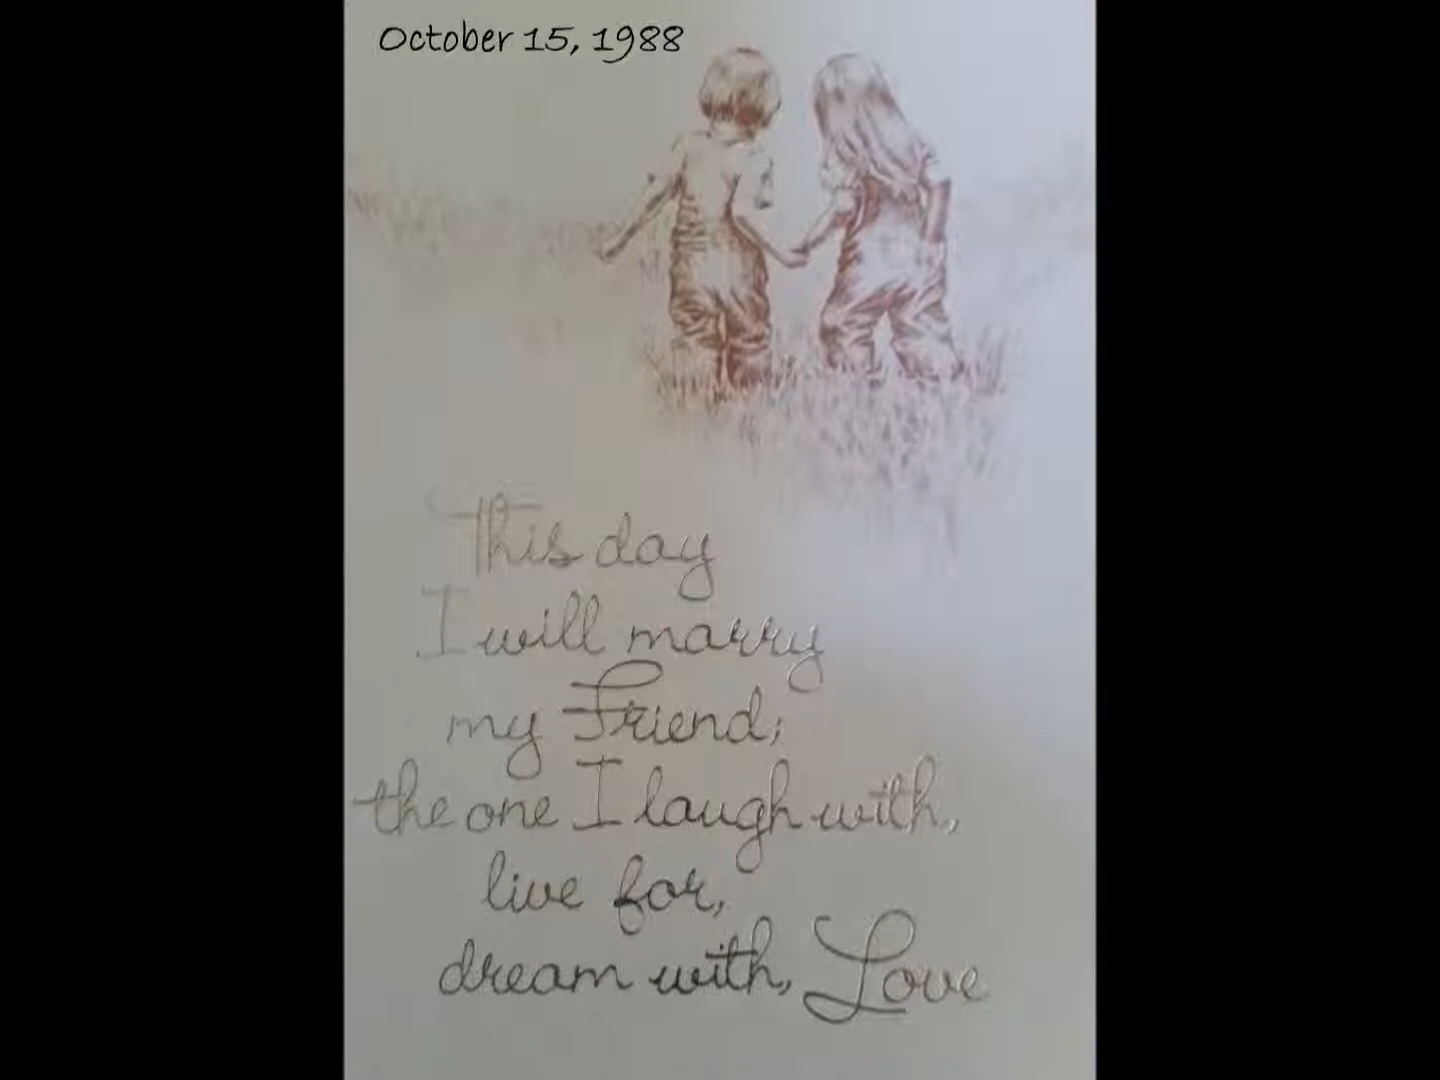 October 15, 1988
This day
I will marry
my Friend;
the one I laugh with,
live for,
dream with, Love